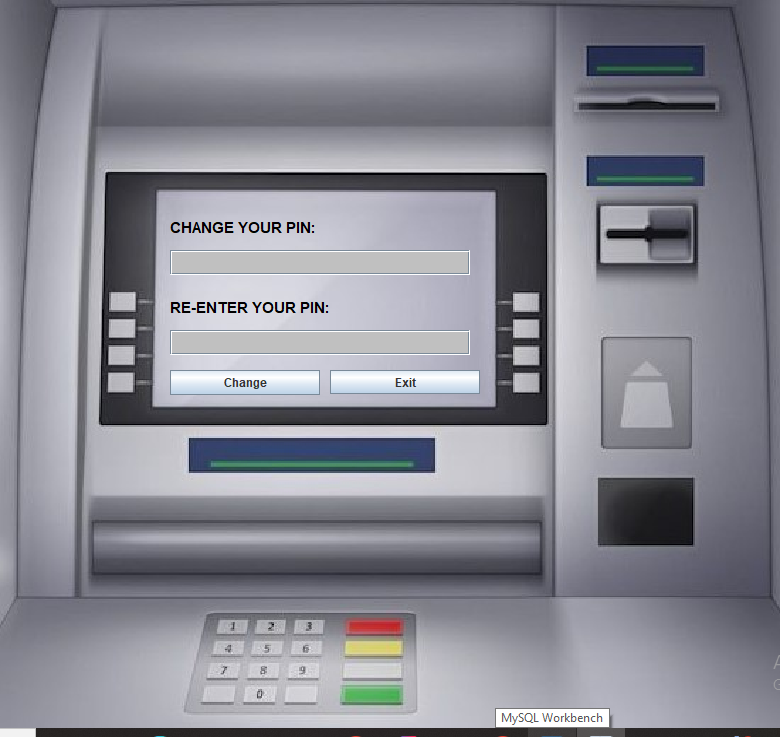 CHANGE YOUR PIN:
RE-ENTER YOUR PIN:
Change Exit
1 2 3
4 5 6
7 8 9
0
MySQL Workbench